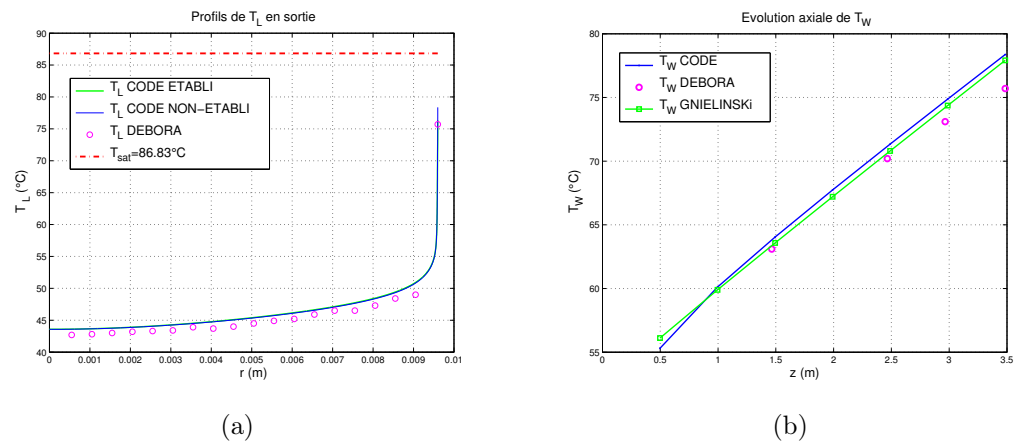 Profils de T_L en sortie
90
85
80
75
70
65
60
55
50
45
40
T_L (°C)
T_L CODE ETABLI
T_L CODE NON−ETABLI
T_L DEBORA
T_sat=86.83°C
0 0.001 0.002 0.003 0.004 0.005 0.006 0.007 0.008 0.009 0.01
r (m)
(a)
Evolution axiale de T_W
80
75
70
65
60
55
T_W (°C)
T_W CODE
T_W DEBORA
T_W GNIELINSKi
0 0.5 1 1.5 2 2.5 3 3.5
z (m)
(b)